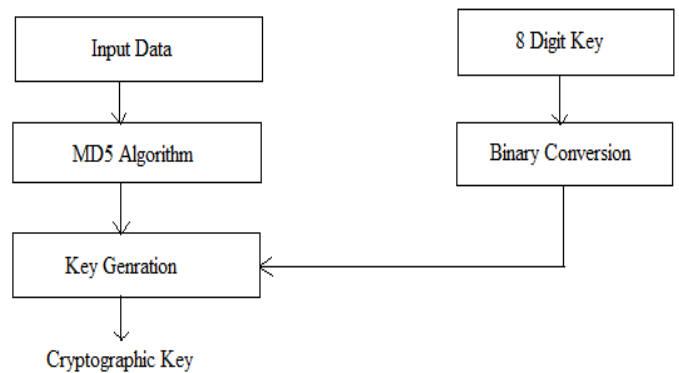 Input Data
8 Digit Key
MD5 Algorithm
Binary Conversion
Key Genration
Cryptographic Key